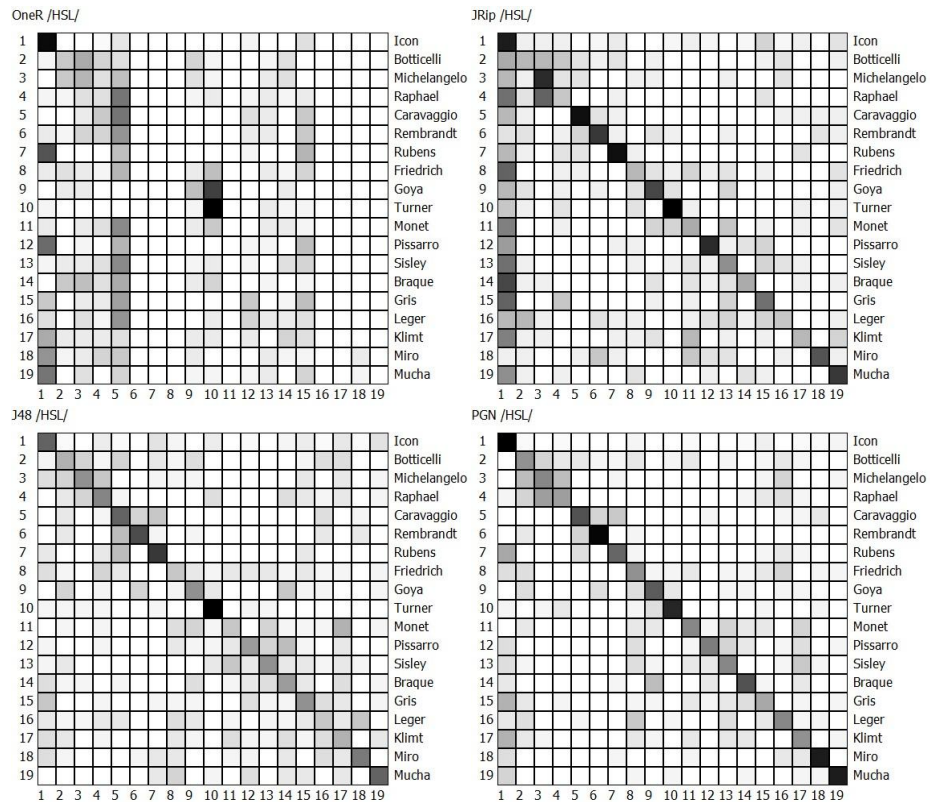 OneR /HSL/
1 Icon
2 Botticelli
3 Michelangelo
4 Raphael
5 Caravaggio
6 Rembrandt
7 Rubens
8 Friedrich
9 Goya
10 Turner
11 Monet
12 Pissarro
13 Sisley
14 Braque
15 Gris
16 Leger
17 Klimt
18 Miro
19 Mucha
1 2 3 4 5 6 7 8 9 10 11 12 13 14 15 16 17 18 19
JRip /HSL/
1 Icon
2 Botticelli
3 Michelangelo
4 Raphael
5 Caravaggio
6 Rembrandt
7 Rubens
8 Friedrich
9 Goya
10 Turner
11 Monet
12 Pissarro
13 Sisley
14 Braque
15 Gris
16 Leger
17 Klimt
18 Miro
19 Mucha
1 2 3 4 5 6 7 8 9 10 11 12 13 14 15 16 17 18 19
J48 /HSL/
1 Icon
2 Botticelli
3 Michelangelo
4 Raphael
5 Caravaggio
6 Rembrandt
7 Rubens
8 Friedrich
9 Goya
10 Turner
11 Monet
12 Pissarro
13 Sisley
14 Braque
15 Gris
16 Leger
17 Klimt
18 Miro
19 Mucha
1 2 3 4 5 6 7 8 9 10 11 12 13 14 15 16 17 18 19
PGN /HSL/
1 Icon
2 Botticelli
3 Michelangelo
4 Raphael
5 Caravaggio
6 Rembrandt
7 Rubens
8 Friedrich
9 Goya
10 Turner
11 Monet
12 Pissarro
13 Sisley
14 Braque
15 Gris
16 Leger
17 Klimt
18 Miro
19 Mucha
1 2 3 4 5 6 7 8 9 10 11 12 13 14 15 16 17 18 19